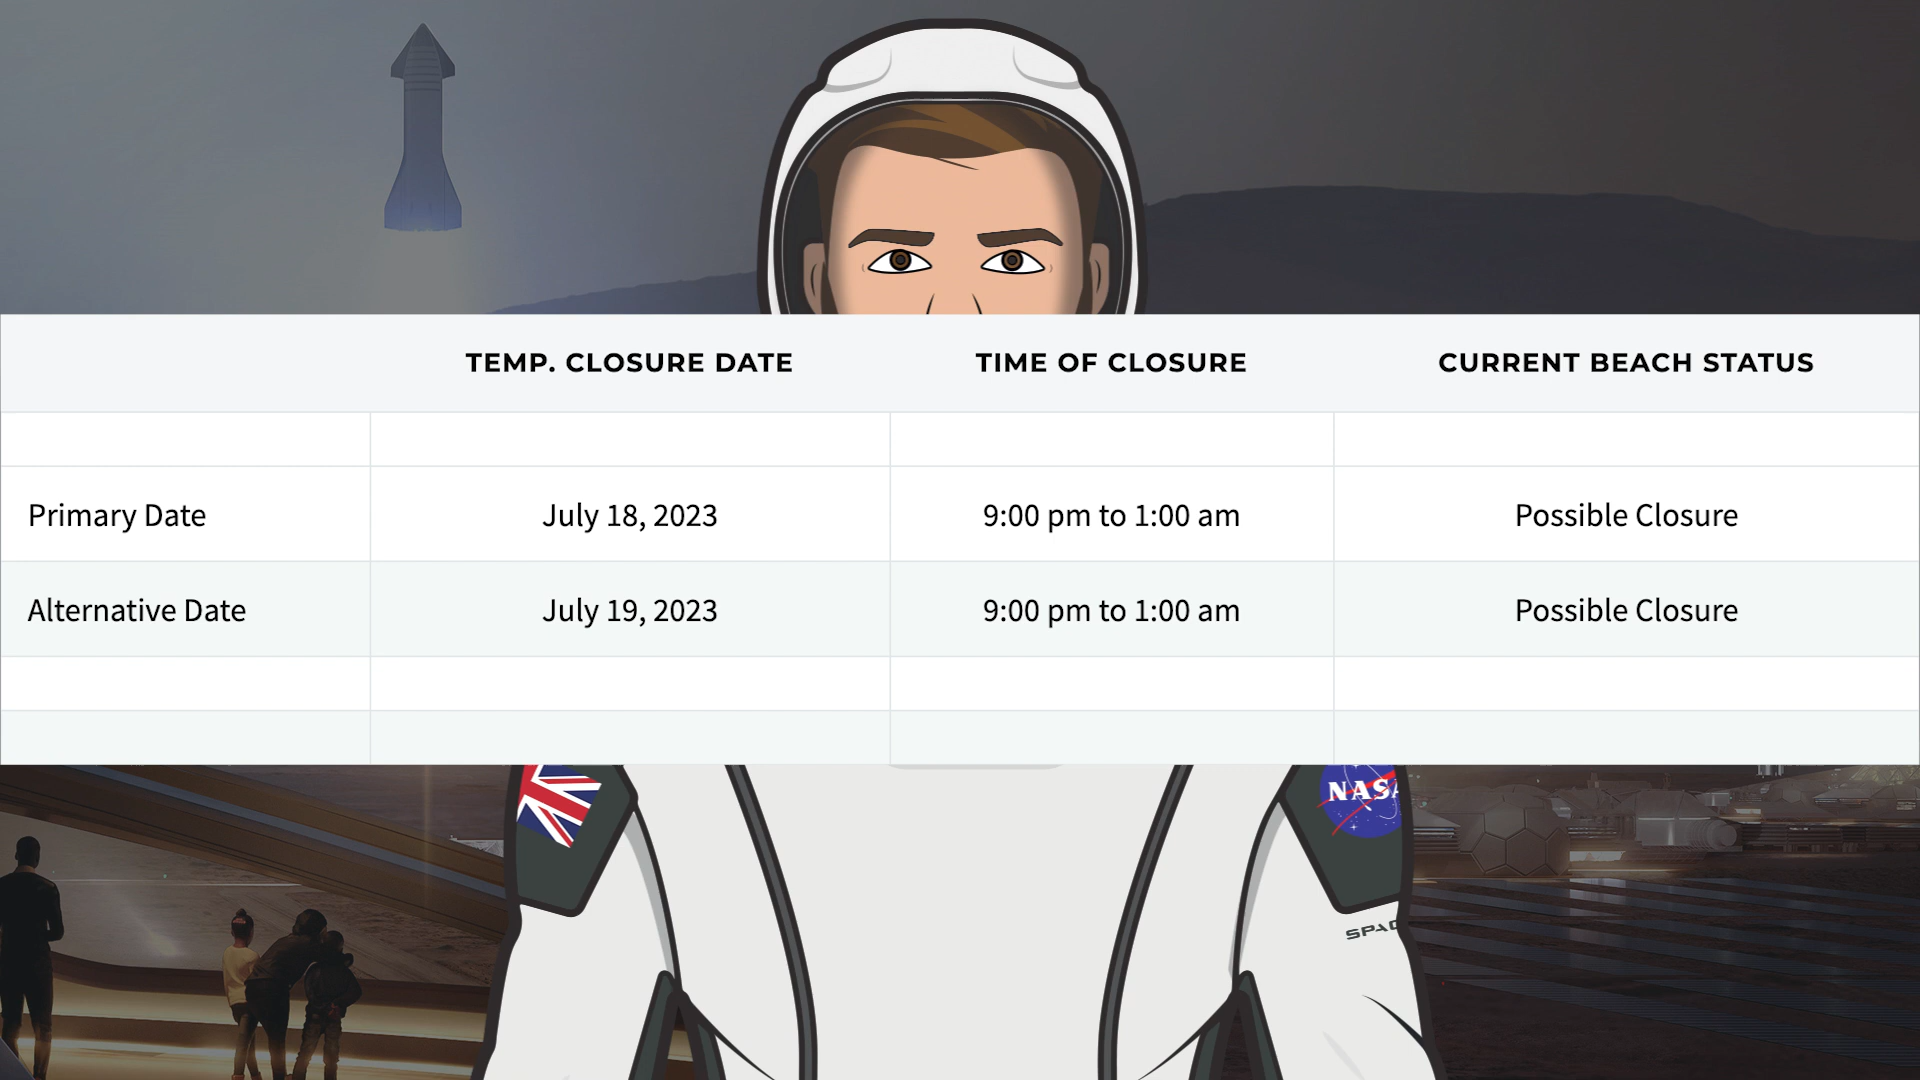 TEMP. CLOSURE DATE TIME OF CLOSURE CURRENT BEACH STATUS
Primary Date July 18, 2023 9:00 pm to 1:00 am Possible Closure
Alternative Date July 19, 2023 9:00 pm to 1:00 am Possible Closure
NASA
SPAC